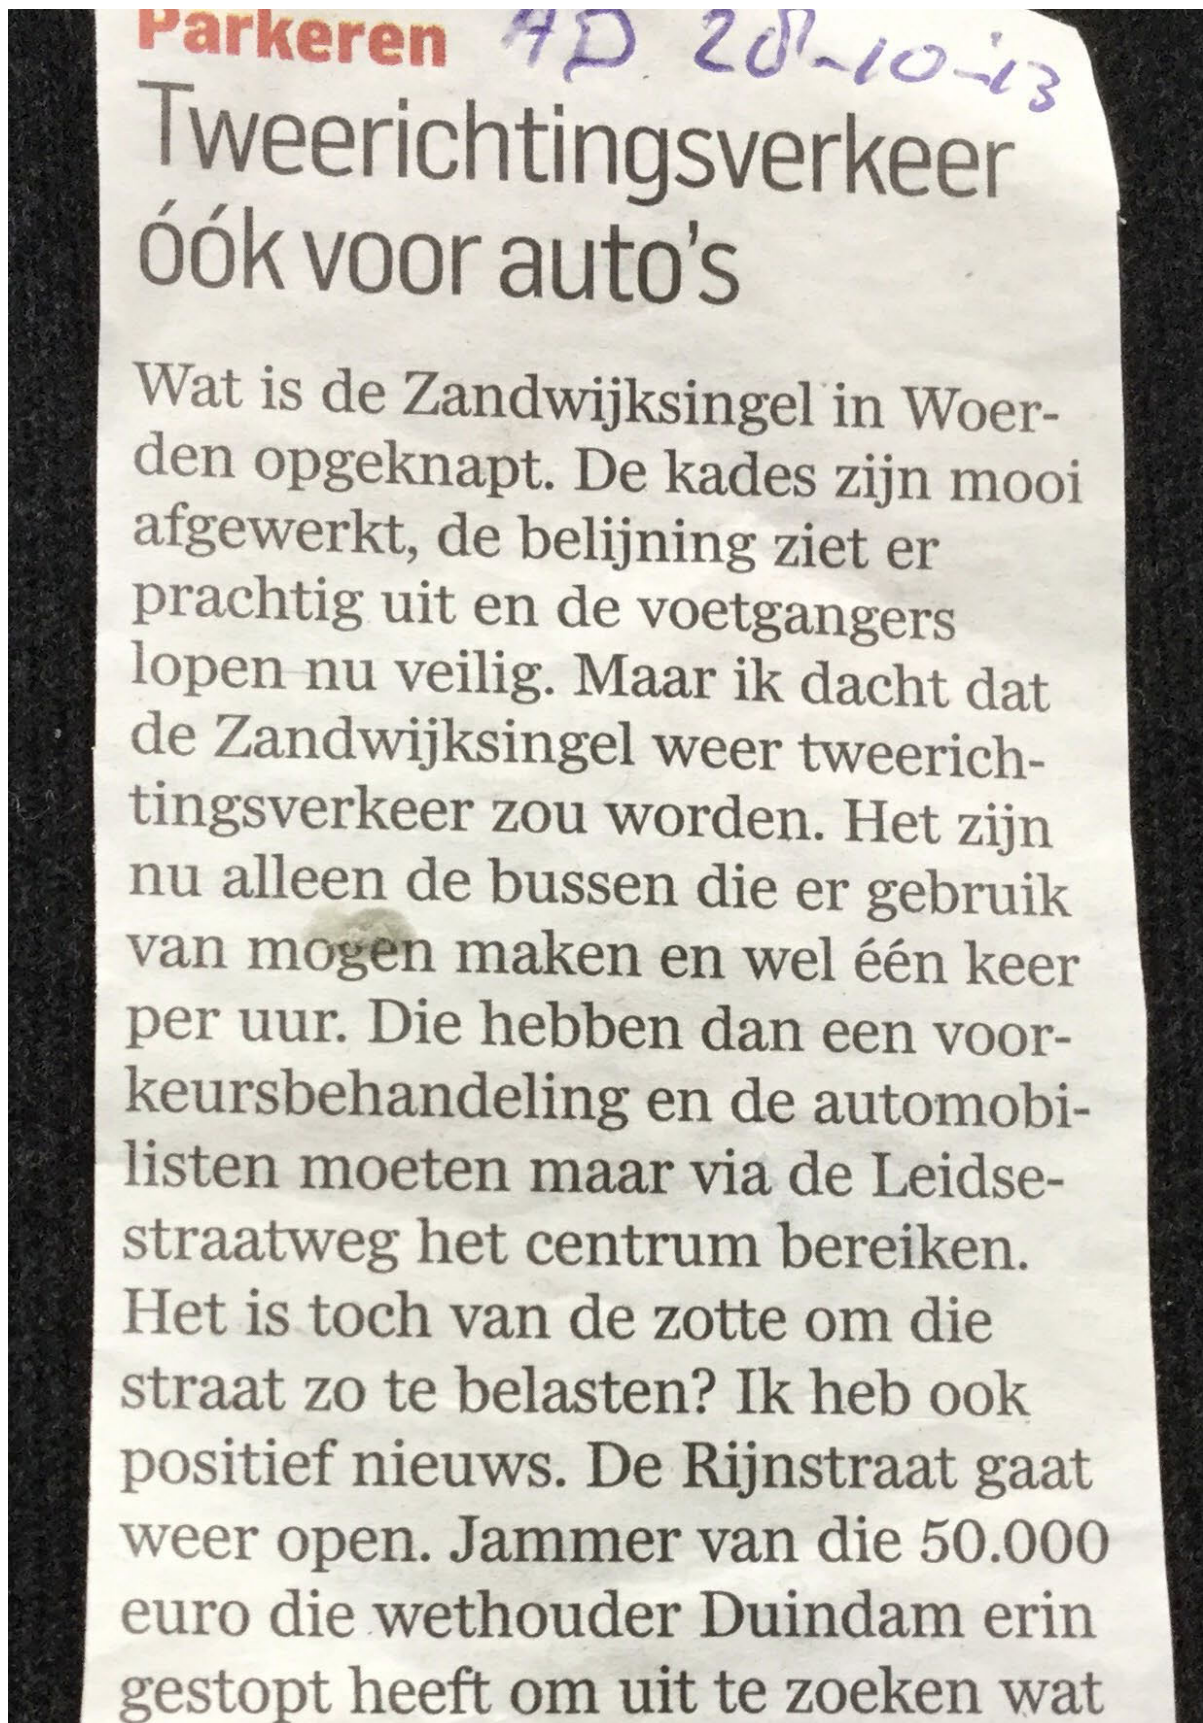 Parkeren AD 28-10-'13
Tweerichtingsverkeer
óók voor auto's
Wat is de Zandwijksingel in Woer-
den opgeknapt. De kades zijn mooi
afgewerkt, de belijning ziet er
prachtig uit en de voetgangers
lopen nu veilig. Maar ik dacht dat
de Zandwijksingel weer tweerich-
tingsverkeer zou worden. Het zijn
nu alleen de bussen die er gebruik
van mogen maken en wel één keer
per uur. Die hebben dan een voor-
keursbehandeling en de automobi-
listen moeten maar via de Leidse-
straatweg het centrum bereiken.
Het is toch van de zotte om die
straat zo te belasten? Ik heb ook
positief nieuws. De Rijnstraat gaat
weer open. Jammer van die 50.000
euro die wethouder Duindam erin
gestopt heeft om uit te zoeken wat